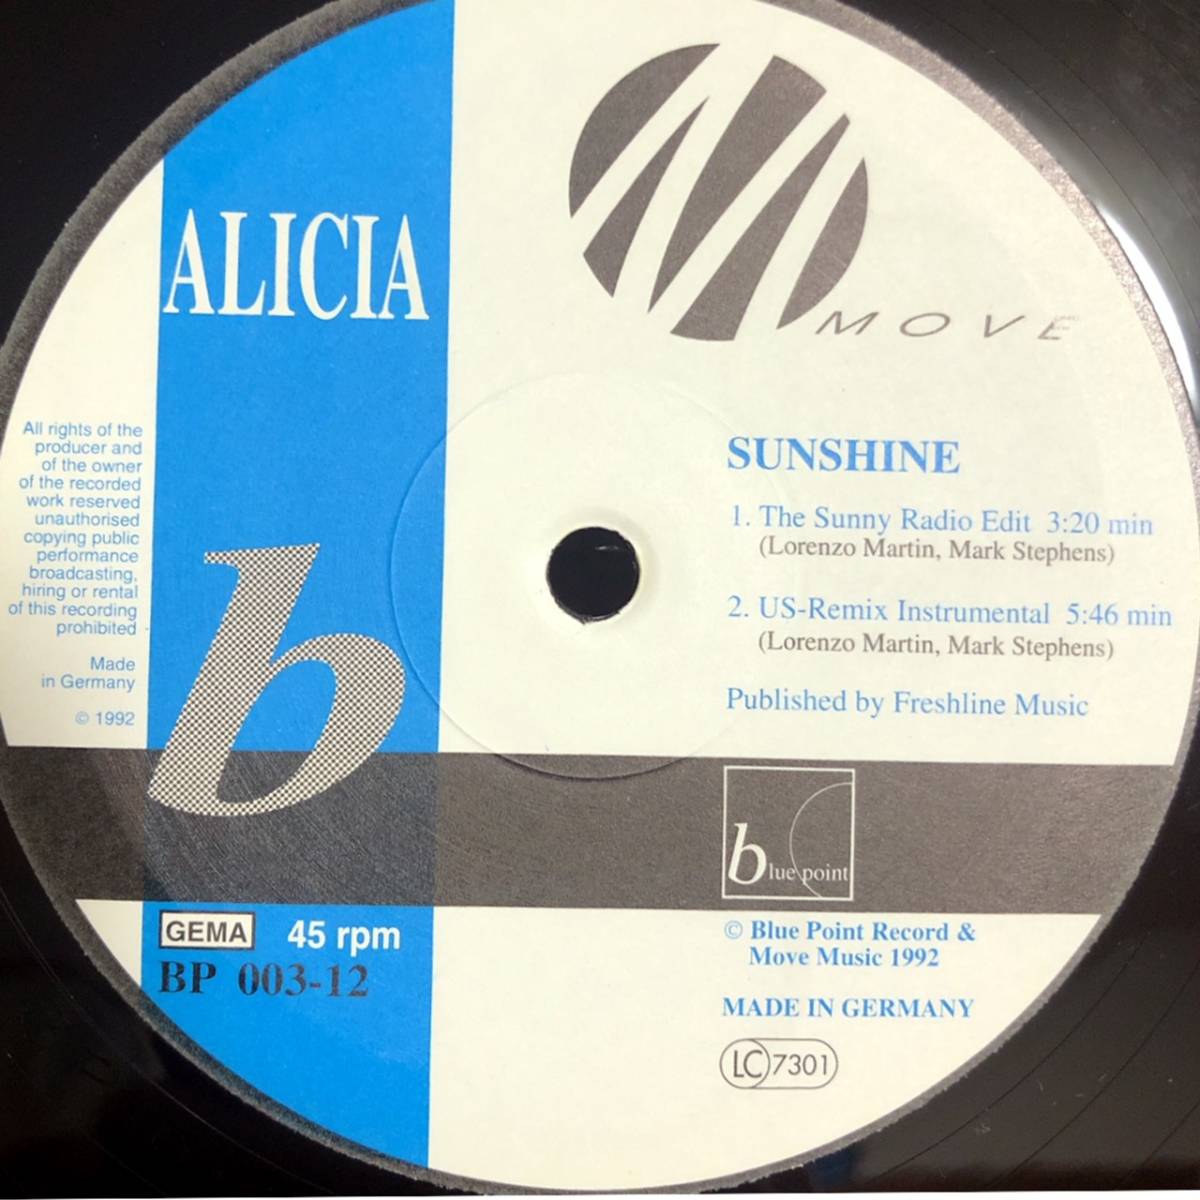 ALICIA
MOVE
All rights of the
producer and
of the owner
of the recorded
work reserved
unauthorised
copying public
performance
broadcasting,
hiring or rental
of this recording
prohibited
Made
in Germany
© 1992
b
SUNSHINE
1. The Sunny Radio Edit 3:20 min
(Lorenzo Martin, Mark Stephens)
2. US-Remix Instrumental 5:46 min
(Lorenzo Martin, Mark Stephens)
Published by Freshline Music
blue point
GEMA 45 rpm
BP 003-12
© Blue Point Record &
Move Music 1992
MADE IN GERMANY
LC 7301